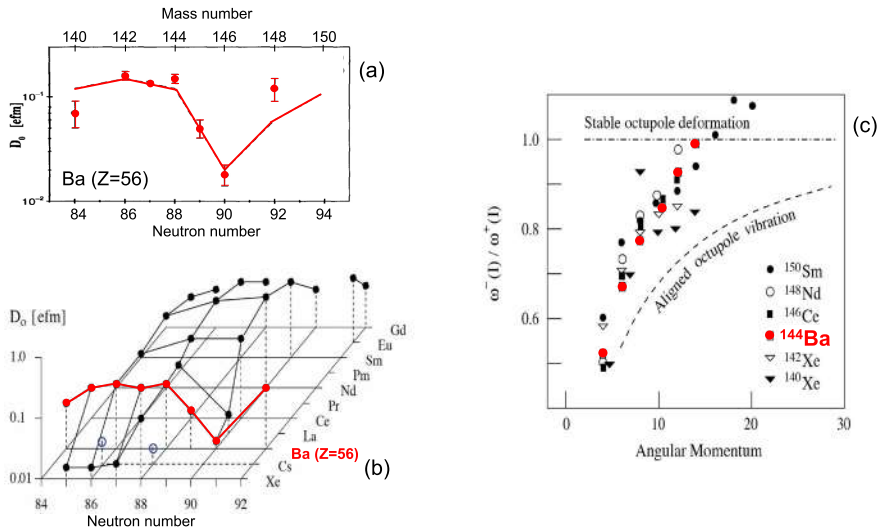 Mass number
140 142 144 146 148 150
(a)
10⁻¹
D₀ [efm]
Ba (Z=56)
10⁻²
84 86 88 90 92 94
Neutron number
D₀ [efm]
1.0
0.1
0.01
Gd
Eu
Sm
Pm
Nd
Pr
Ce
La
Ba (Z=56)
Cs
Xe
(b)
84 86 88 90 92
Neutron number
(c)
Stable octupole deformation
1.0
0.8
0.6
ω⁻(I) / ω⁺(I)
Aligned octupole vibration
¹⁵⁰Sm
¹⁴⁸Nd
¹⁴⁶Ce
¹⁴⁴Ba
¹⁴²Xe
¹⁴⁰Xe
0 10 20 30
Angular Momentum